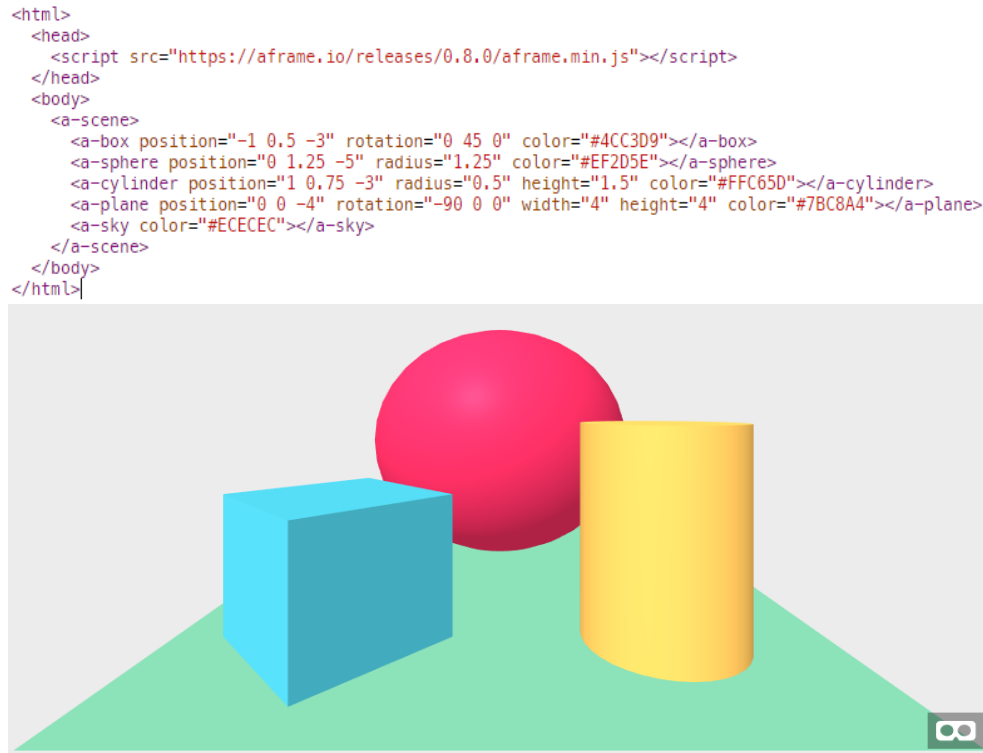 <html>
<head>
<script src="https://aframe.io/releases/0.8.0/aframe.min.js"></script>
</head>
<body>
<a-scene>
<a-box position="-1 0.5 -3" rotation="0 45 0" color="#4CC3D9"></a-box>
<a-sphere position="0 1.25 -5" radius="1.25" color="#EF2D5E"></a-sphere>
<a-cylinder position="1 0.75 -3" radius="0.5" height="1.5" color="#FFC65D"></a-cylinder>
<a-plane position="0 0 -4" rotation="-90 0 0" width="4" height="4" color="#7BC8A4"></a-plane>
<a-sky color="#ECECEC"></a-sky>
</a-scene>
</body>
</html>